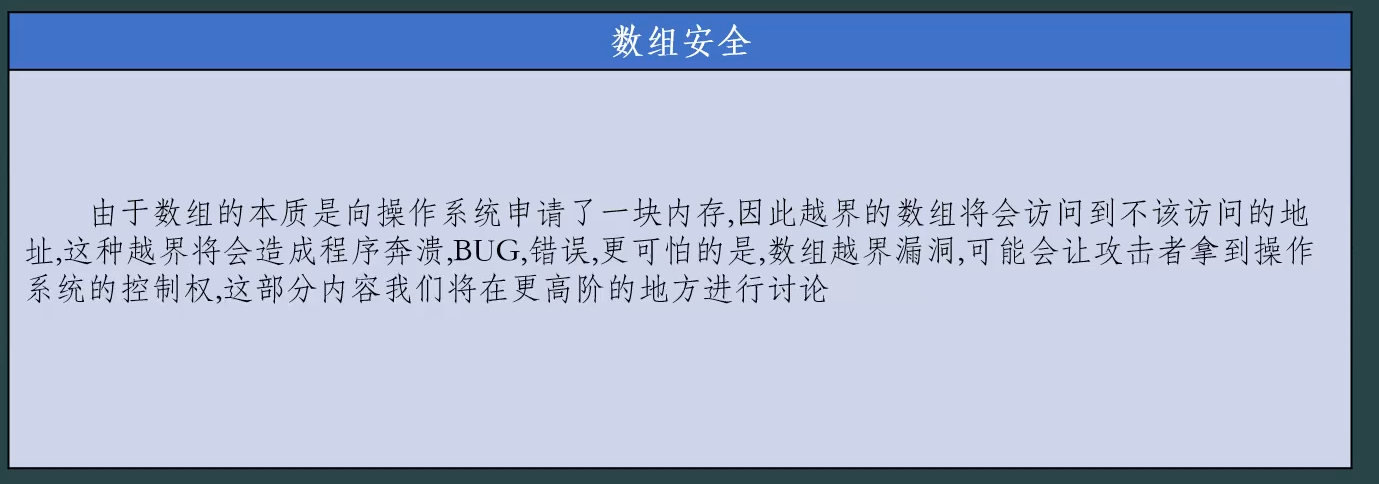 数组安全
由于数组的本质是向操作系统申请了一块内存,因此越界的数组将会访问到不该访问的地
址,这种越界将会造成程序奔溃,BUG,错误,更可怕的是,数组越界漏洞,可能会让攻击者拿到操作
系统的控制权,这部分内容我们将在更高阶的地方进行讨论